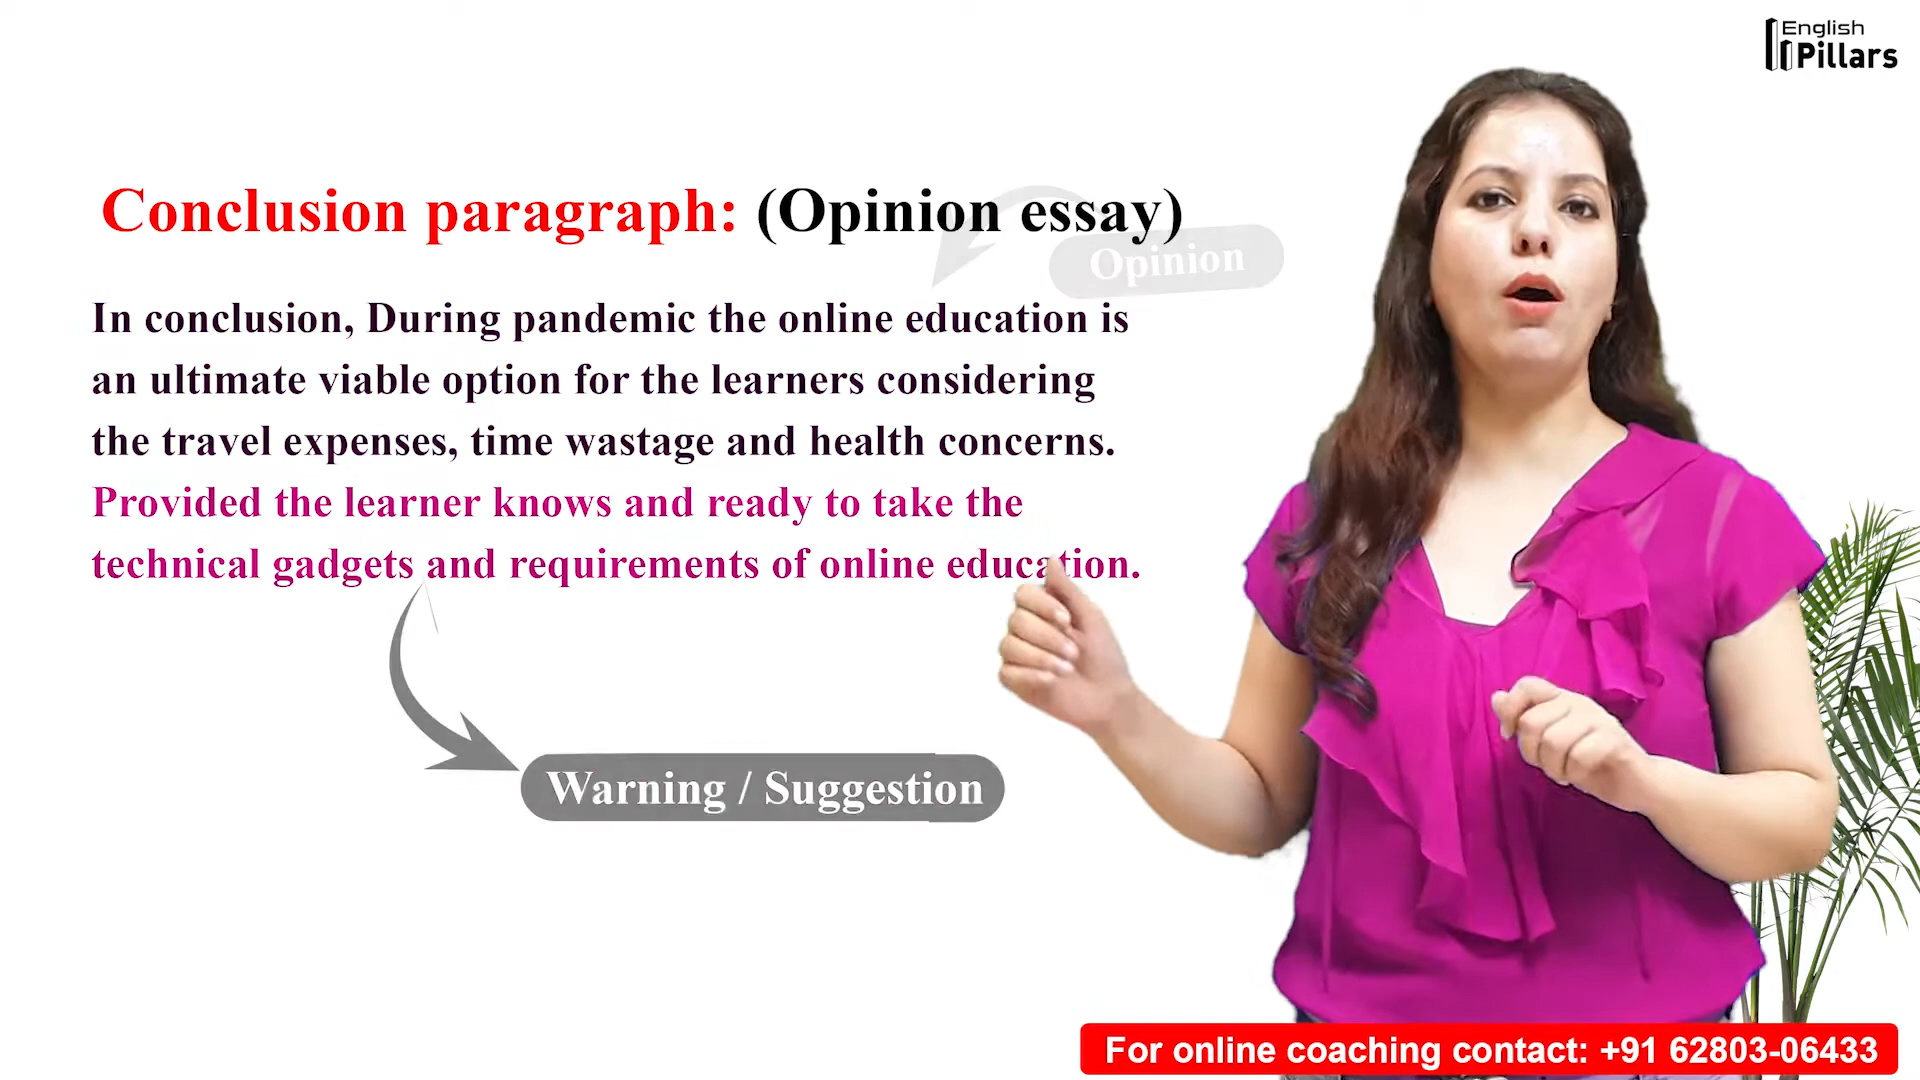 English
Pillars
Conclusion paragraph: (Opinion essay)
Opinion
In conclusion, During pandemic the online education is
an ultimate viable option for the learners considering
the travel expenses, time wastage and health concerns.
Provided the learner knows and ready to take the
technical gadgets and requirements of online education.
Warning / Suggestion
For online coaching contact: +91 62803-06433